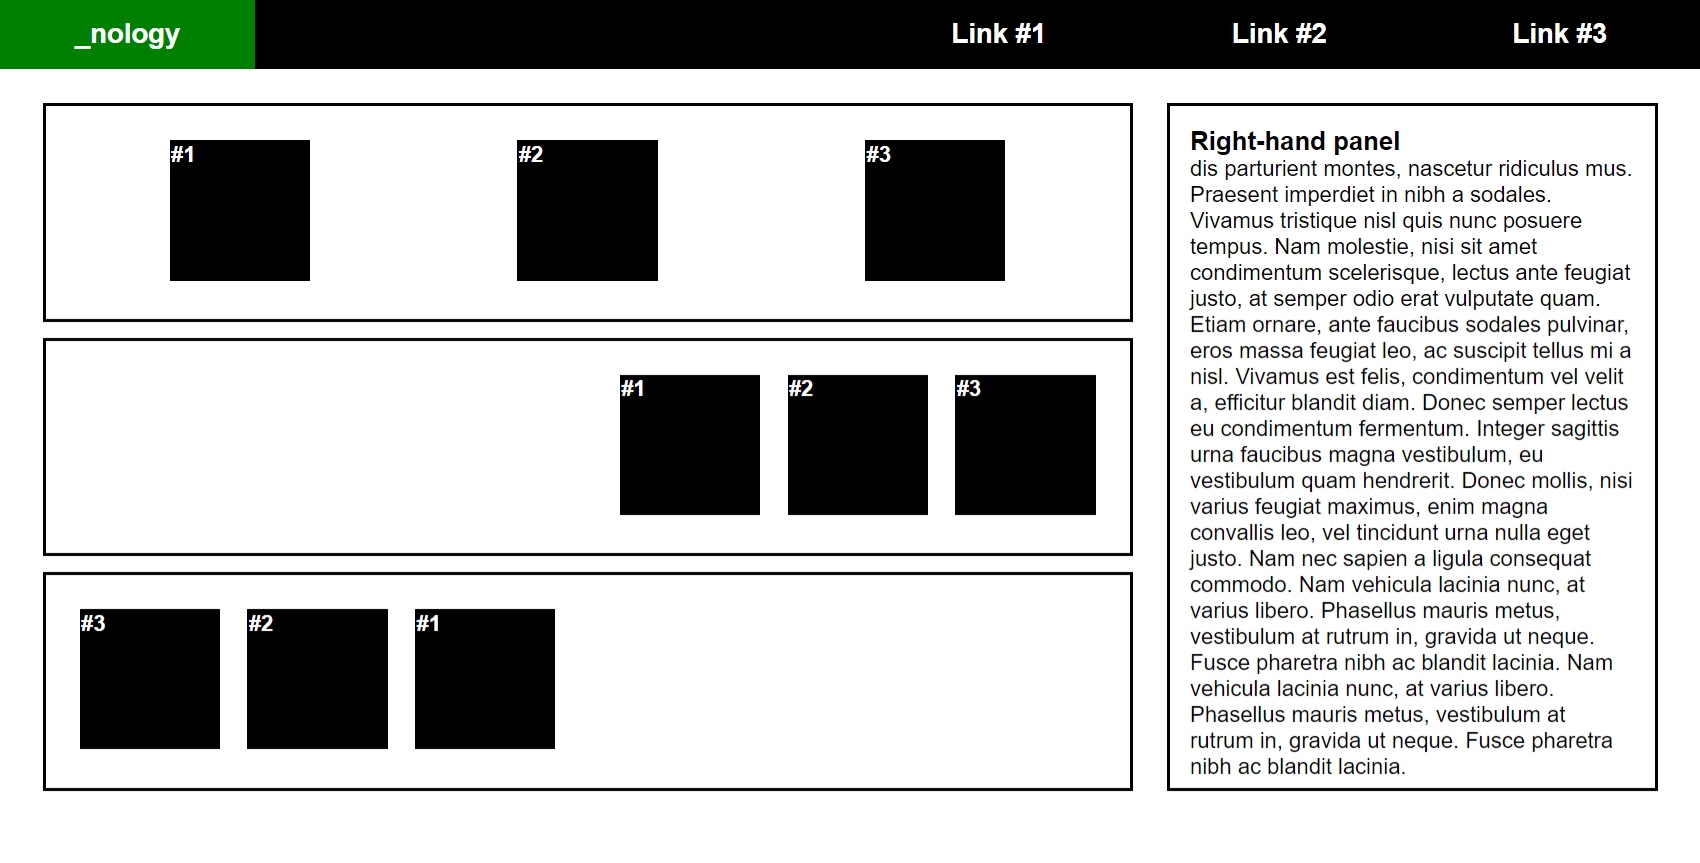 _nology
Link #1
Link #2
Link #3
#1
#2
#3
#1
#2
#3
#3
#2
#1
Right-hand panel
dis parturient montes, nascetur ridiculus mus.
Praesent imperdiet in nibh a sodales.
Vivamus tristique nisl quis nunc posuere
tempus. Nam molestie, nisi sit amet
condimentum scelerisque, lectus ante feugiat
justo, at semper odio erat vulputate quam.
Etiam ornare, ante faucibus sodales pulvinar,
eros massa feugiat leo, ac suscipit tellus mi a
nisl. Vivamus est felis, condimentum vel velit
a, efficitur blandit diam. Donec semper lectus
eu condimentum fermentum. Integer sagittis
urna faucibus magna vestibulum, eu
vestibulum quam hendrerit. Donec mollis, nisi
varius feugiat maximus, enim magna
convallis leo, vel tincidunt urna nulla eget
justo. Nam nec sapien a ligula consequat
commodo. Nam vehicula lacinia nunc, at
varius libero. Phasellus mauris metus,
vestibulum at rutrum in, gravida ut neque.
Fusce pharetra nibh ac blandit lacinia. Nam
vehicula lacinia nunc, at varius libero.
Phasellus mauris metus, vestibulum at
rutrum in, gravida ut neque. Fusce pharetra
nibh ac blandit lacinia.